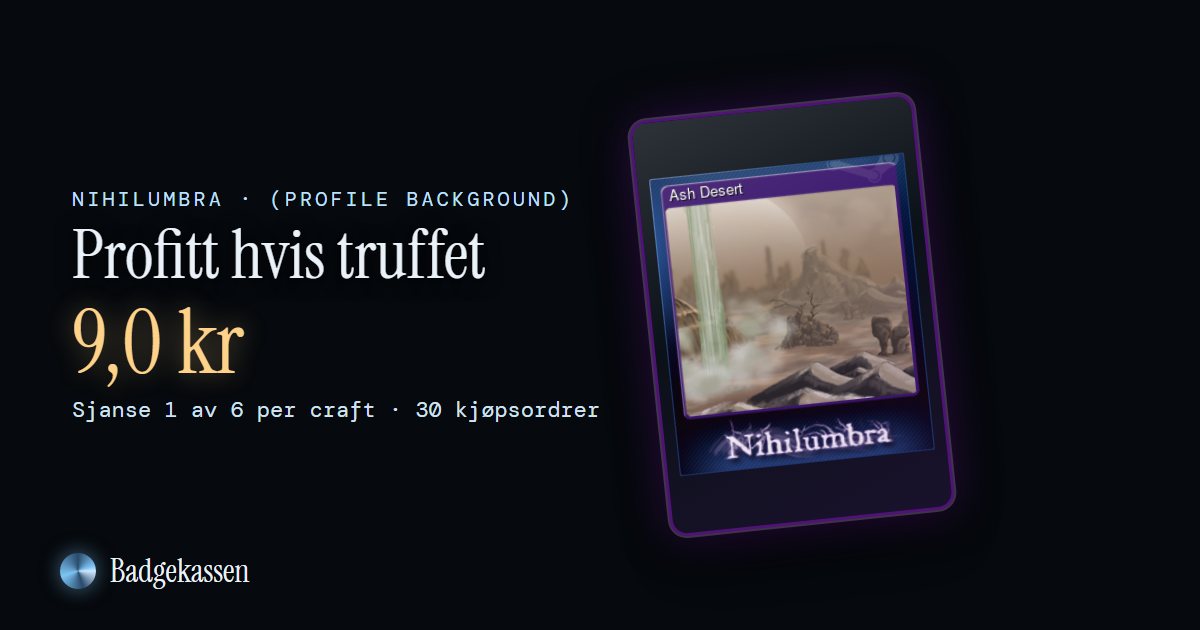 NIHILUMBRA · (PROFILE BACKGROUND)
Profitt hvis truffet
9,0 kr
Sjanse 1 av 6 per craft · 30 kjøpsordrer
Ash Desert
Nihilumbra
Badgekassen